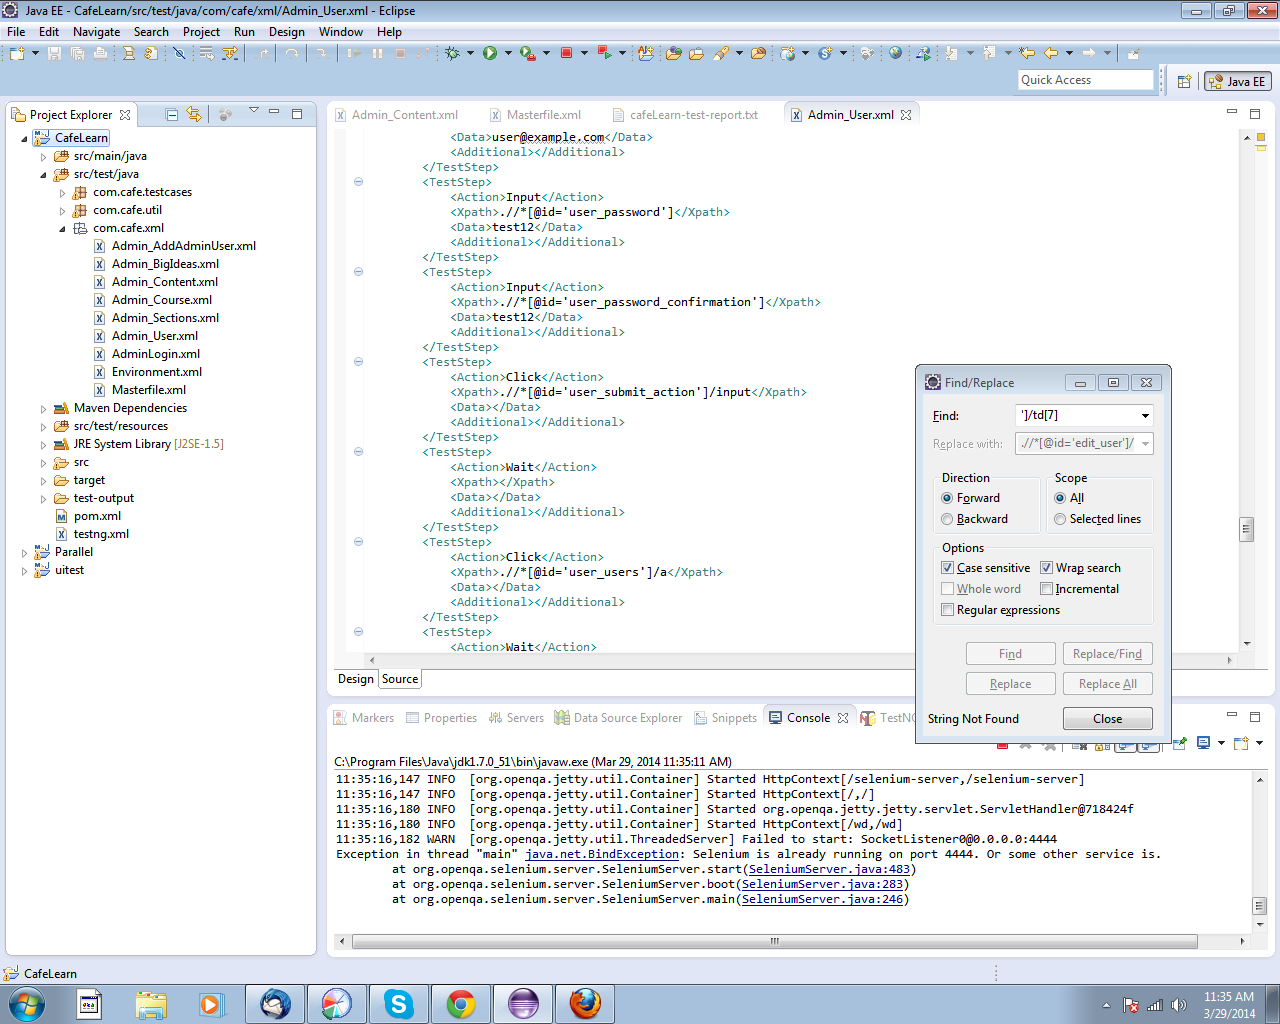 Java EE - CafeLearn/src/test/java/com/cafe/xml/Admin_User.xml - Eclipse
File Edit Navigate Search Project Run Design Window Help
Quick Access
Java EE
Project Explorer
CafeLearn
src/main/java
src/test/java
com.cafe.testcases
com.cafe.util
com.cafe.xml
Admin_AddAdminUser.xml
Admin_BigIdeas.xml
Admin_Content.xml
Admin_Course.xml
Admin_Sections.xml
Admin_User.xml
AdminLogin.xml
Environment.xml
Masterfile.xml
Maven Dependencies
src/test/resources
JRE System Library [J2SE-1.5]
src
target
test-output
pom.xml
testng.xml
Parallel
uitest
Admin_Content.xml Masterfile.xml cafeLearn-test-report.txt Admin_User.xml
<Data>user@example.com</Data>
<Additional></Additional>
</TestStep>
<TestStep>
<Action>Input</Action>
<Xpath>.//*[@id='user_password']</Xpath>
<Data>test12</Data>
<Additional></Additional>
</TestStep>
<TestStep>
<Action>Input</Action>
<Xpath>.//*[@id='user_password_confirmation']</Xpath>
<Data>test12</Data>
<Additional></Additional>
</TestStep>
<TestStep>
<Action>Click</Action>
<Xpath>.//*[@id='user_submit_action']/input</Xpath>
<Data></Data>
<Additional></Additional>
</TestStep>
<TestStep>
<Action>Wait</Action>
<Xpath></Xpath>
<Data></Data>
<Additional></Additional>
</TestStep>
<TestStep>
<Action>Click</Action>
<Xpath>.//*[@id='user_users']/a</Xpath>
<Data></Data>
<Additional></Additional>
</TestStep>
<TestStep>
<Action>Wait</Action>
Design Source
Find/Replace
Find: ']/td[7]
Replace with: .//*[@id='edit_user']/
Direction Scope
Forward All
Backward Selected lines
Options
Case sensitive Wrap search
Whole word Incremental
Regular expressions
Find Replace/Find
Replace Replace All
String Not Found Close
Markers Properties Servers Data Source Explorer Snippets Console TestNG
C:\Program Files\Java\jdk1.7.0_51\bin\javaw.exe (Mar 29, 2014 11:35:11 AM)
11:35:16,147 INFO [org.openqa.jetty.util.Container] Started HttpContext[/selenium-server,/selenium-server]
11:35:16,147 INFO [org.openqa.jetty.util.Container] Started HttpContext[/,/]
11:35:16,180 INFO [org.openqa.jetty.util.Container] Started org.openqa.jetty.jetty.servlet.ServletHandler@718424f
11:35:16,180 INFO [org.openqa.jetty.util.Container] Started HttpContext[/wd,/wd]
11:35:16,182 WARN [org.openqa.jetty.util.ThreadedServer] Failed to start: SocketListener0@0.0.0.0:4444
Exception in thread "main" java.net.BindException: Selenium is already running on port 4444. Or some other service is.
at org.openqa.selenium.server.SeleniumServer.start(SeleniumServer.java:483)
at org.openqa.selenium.server.SeleniumServer.boot(SeleniumServer.java:283)
at org.openqa.selenium.server.SeleniumServer.main(SeleniumServer.java:246)
CafeLearn
11:35 AM
3/29/2014